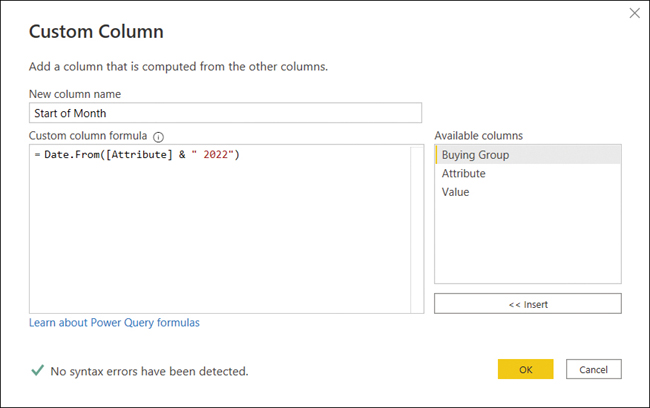 Custom Column
Add a column that is computed from the other columns.
New column name
Start of Month
Custom column formula
Available columns
= Date.From([Attribute] & " 2022")
Buying Group
Attribute
Value
<< Insert
Learn about Power Query formulas
No syntax errors have been detected.
OK
Cancel